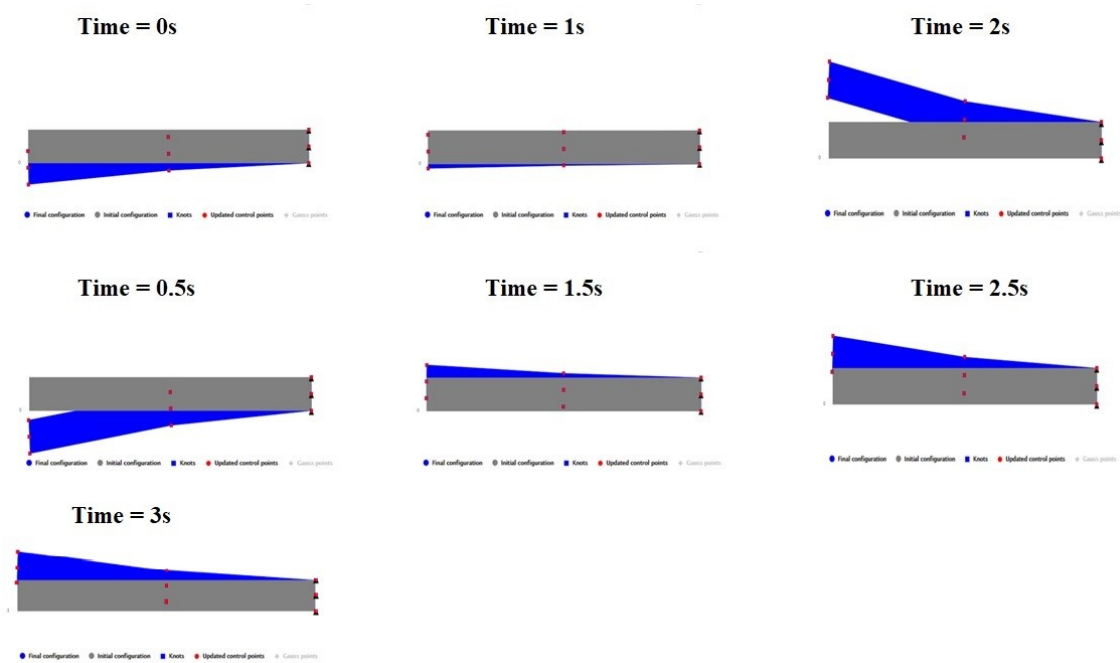 Time = 0s
Time = 1s
Time = 2s
Final configuration Initial configuration Knots Updated control points Gauss points
Final configuration Initial configuration Knots Updated control points Gauss points
Final configuration Initial configuration Knots Updated control points Gauss points
Time = 0.5s
Time = 1.5s
Time = 2.5s
Final configuration Initial configuration Knots Updated control points Gauss points
Final configuration Initial configuration Knots Updated control points Gauss points
Final configuration Initial configuration Knots Updated control points Gauss points
Time = 3s
Final configuration Initial configuration Knots Updated control points Gauss points